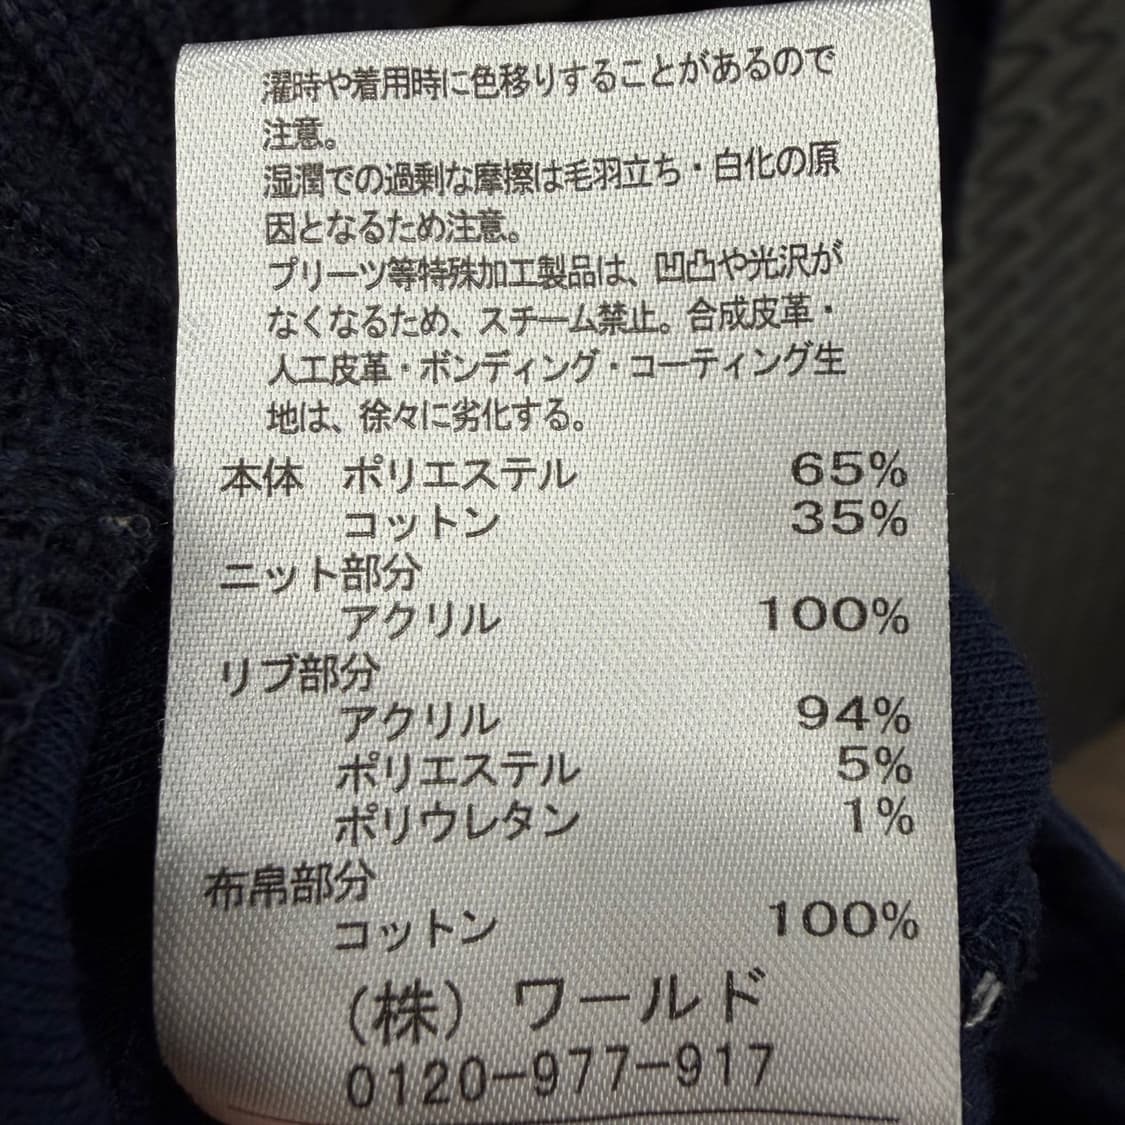 濯時や着用時に色移りすることがあるので
注意。
湿潤での過剰な摩擦は毛羽立ち・白化の原
因となるため注意。
プリーツ等特殊加工製品は、凹凸や光沢が
なくなるため、スチーム禁止。合成皮革・
人工皮革・ボンディング・コーティング生
地は、徐々に劣化する。
本体 ポリエステル 65%
コットン 35%
ニット部分
アクリル 100%
リブ部分
アクリル 94%
ポリエステル 5%
ポリウレタン 1%
布帛部分
コットン 100%
(株) ワールド
0120-977-917